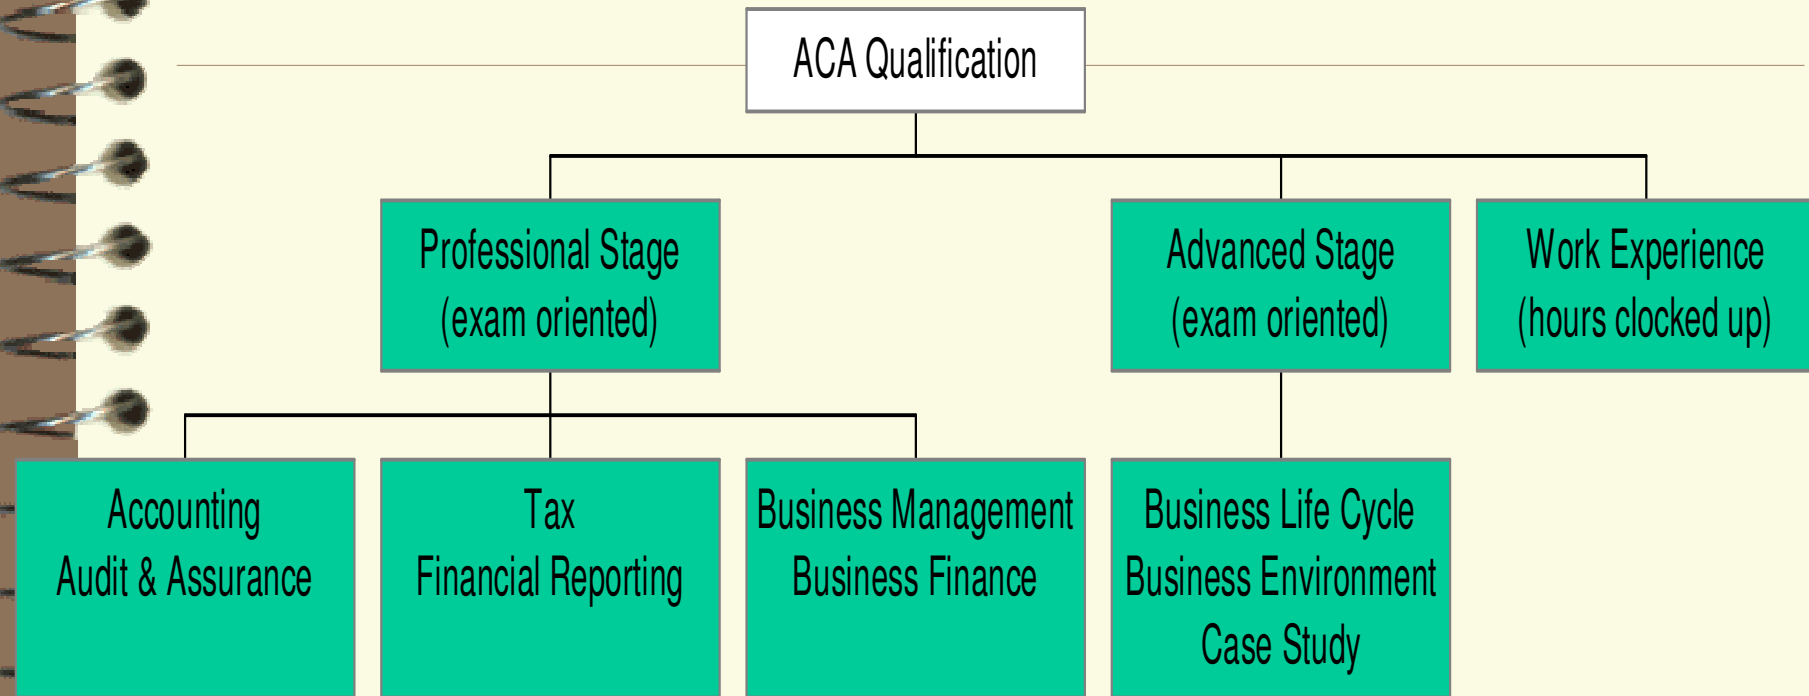 ACA Qualification
Professional Stage
(exam oriented)
Advanced Stage
(exam oriented)
Work Experience
(hours clocked up)
Accounting
Audit & Assurance
Tax
Financial Reporting
Business Management
Business Finance
Business Life Cycle
Business Environment
Case Study